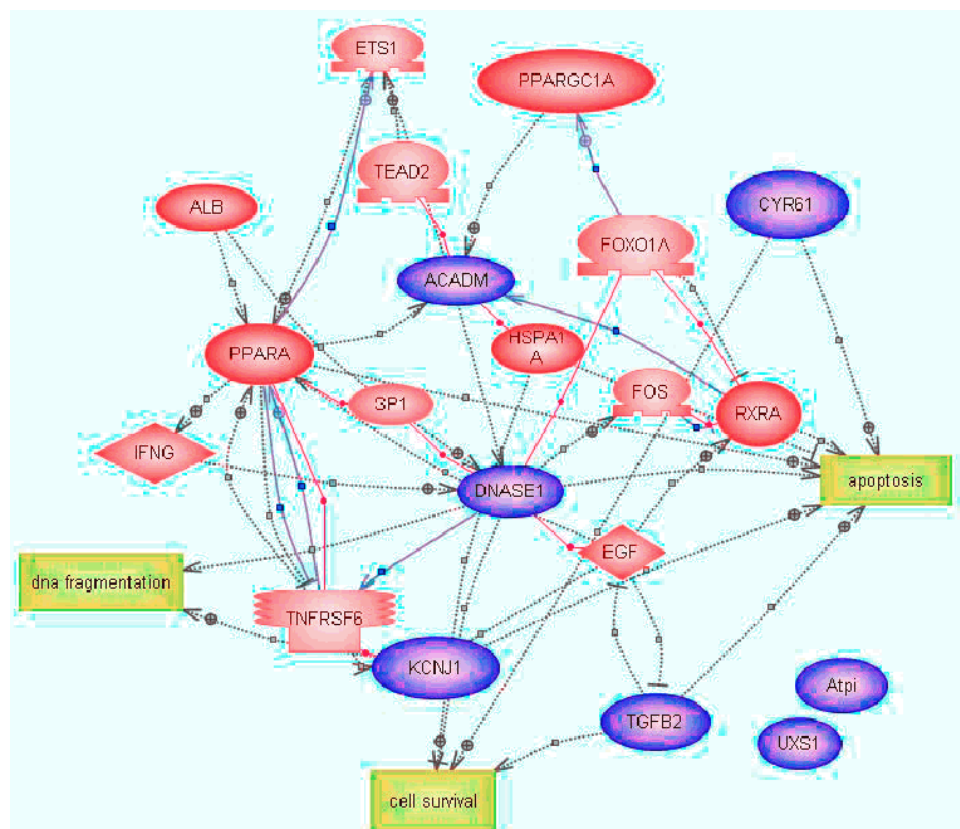 ETS1
PPARGC1A
TEAD2
ALB
CYR61
FOXO1A
ACADM
HSPA1
A
PPARA
SP1
FOS
RXRA
IFNG
DNASE1
apoptosis
EGF
dna fragmentation
TNFRSF6
KCNJ1
Atpi
TGFB2
UXS1
cell survival